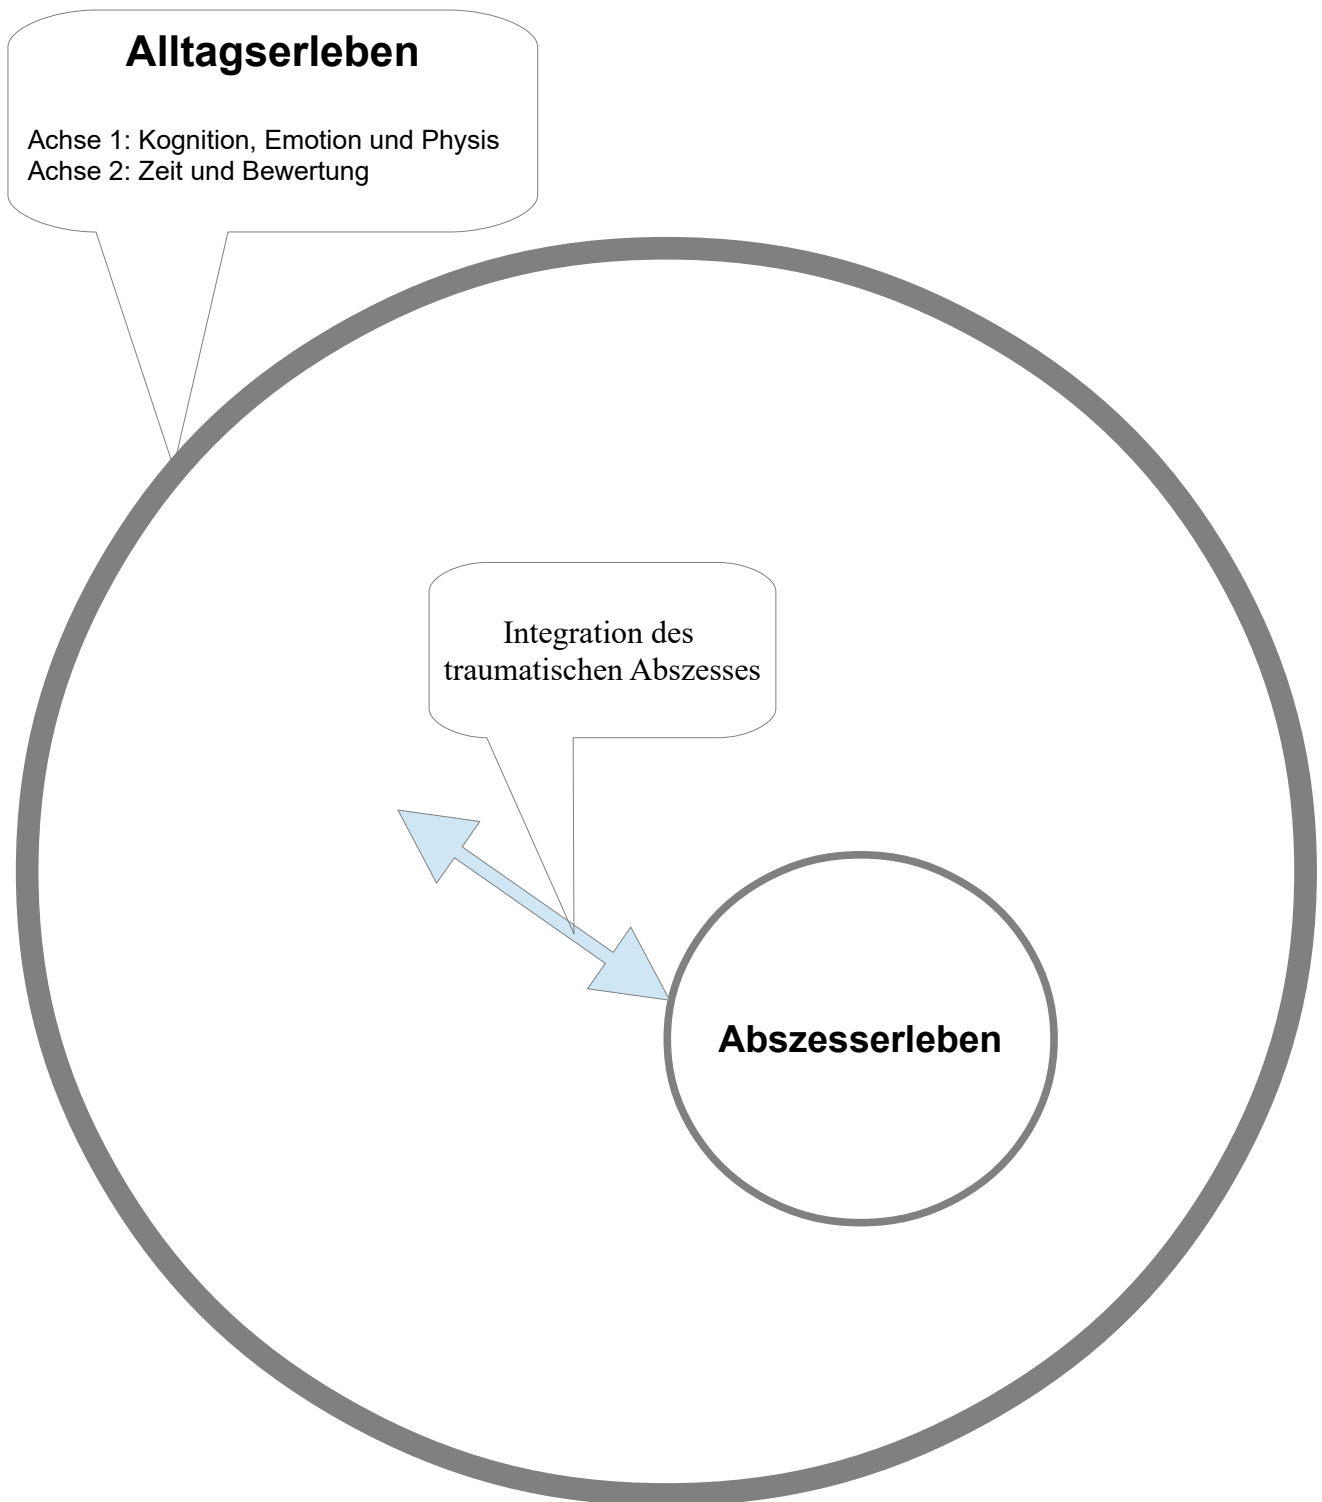 Alltagserleben
Achse 1: Kognition, Emotion und Physis
Achse 2: Zeit und Bewertung
Integration des
traumatischen Abszesses
Abszesserleben